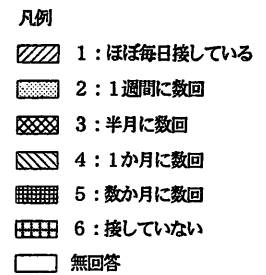 凡例
1：ほぼ毎日接している
2：1週間に数回
3：半月に数回
4：1か月に数回
5：数か月に数回
6：接していない
無回答